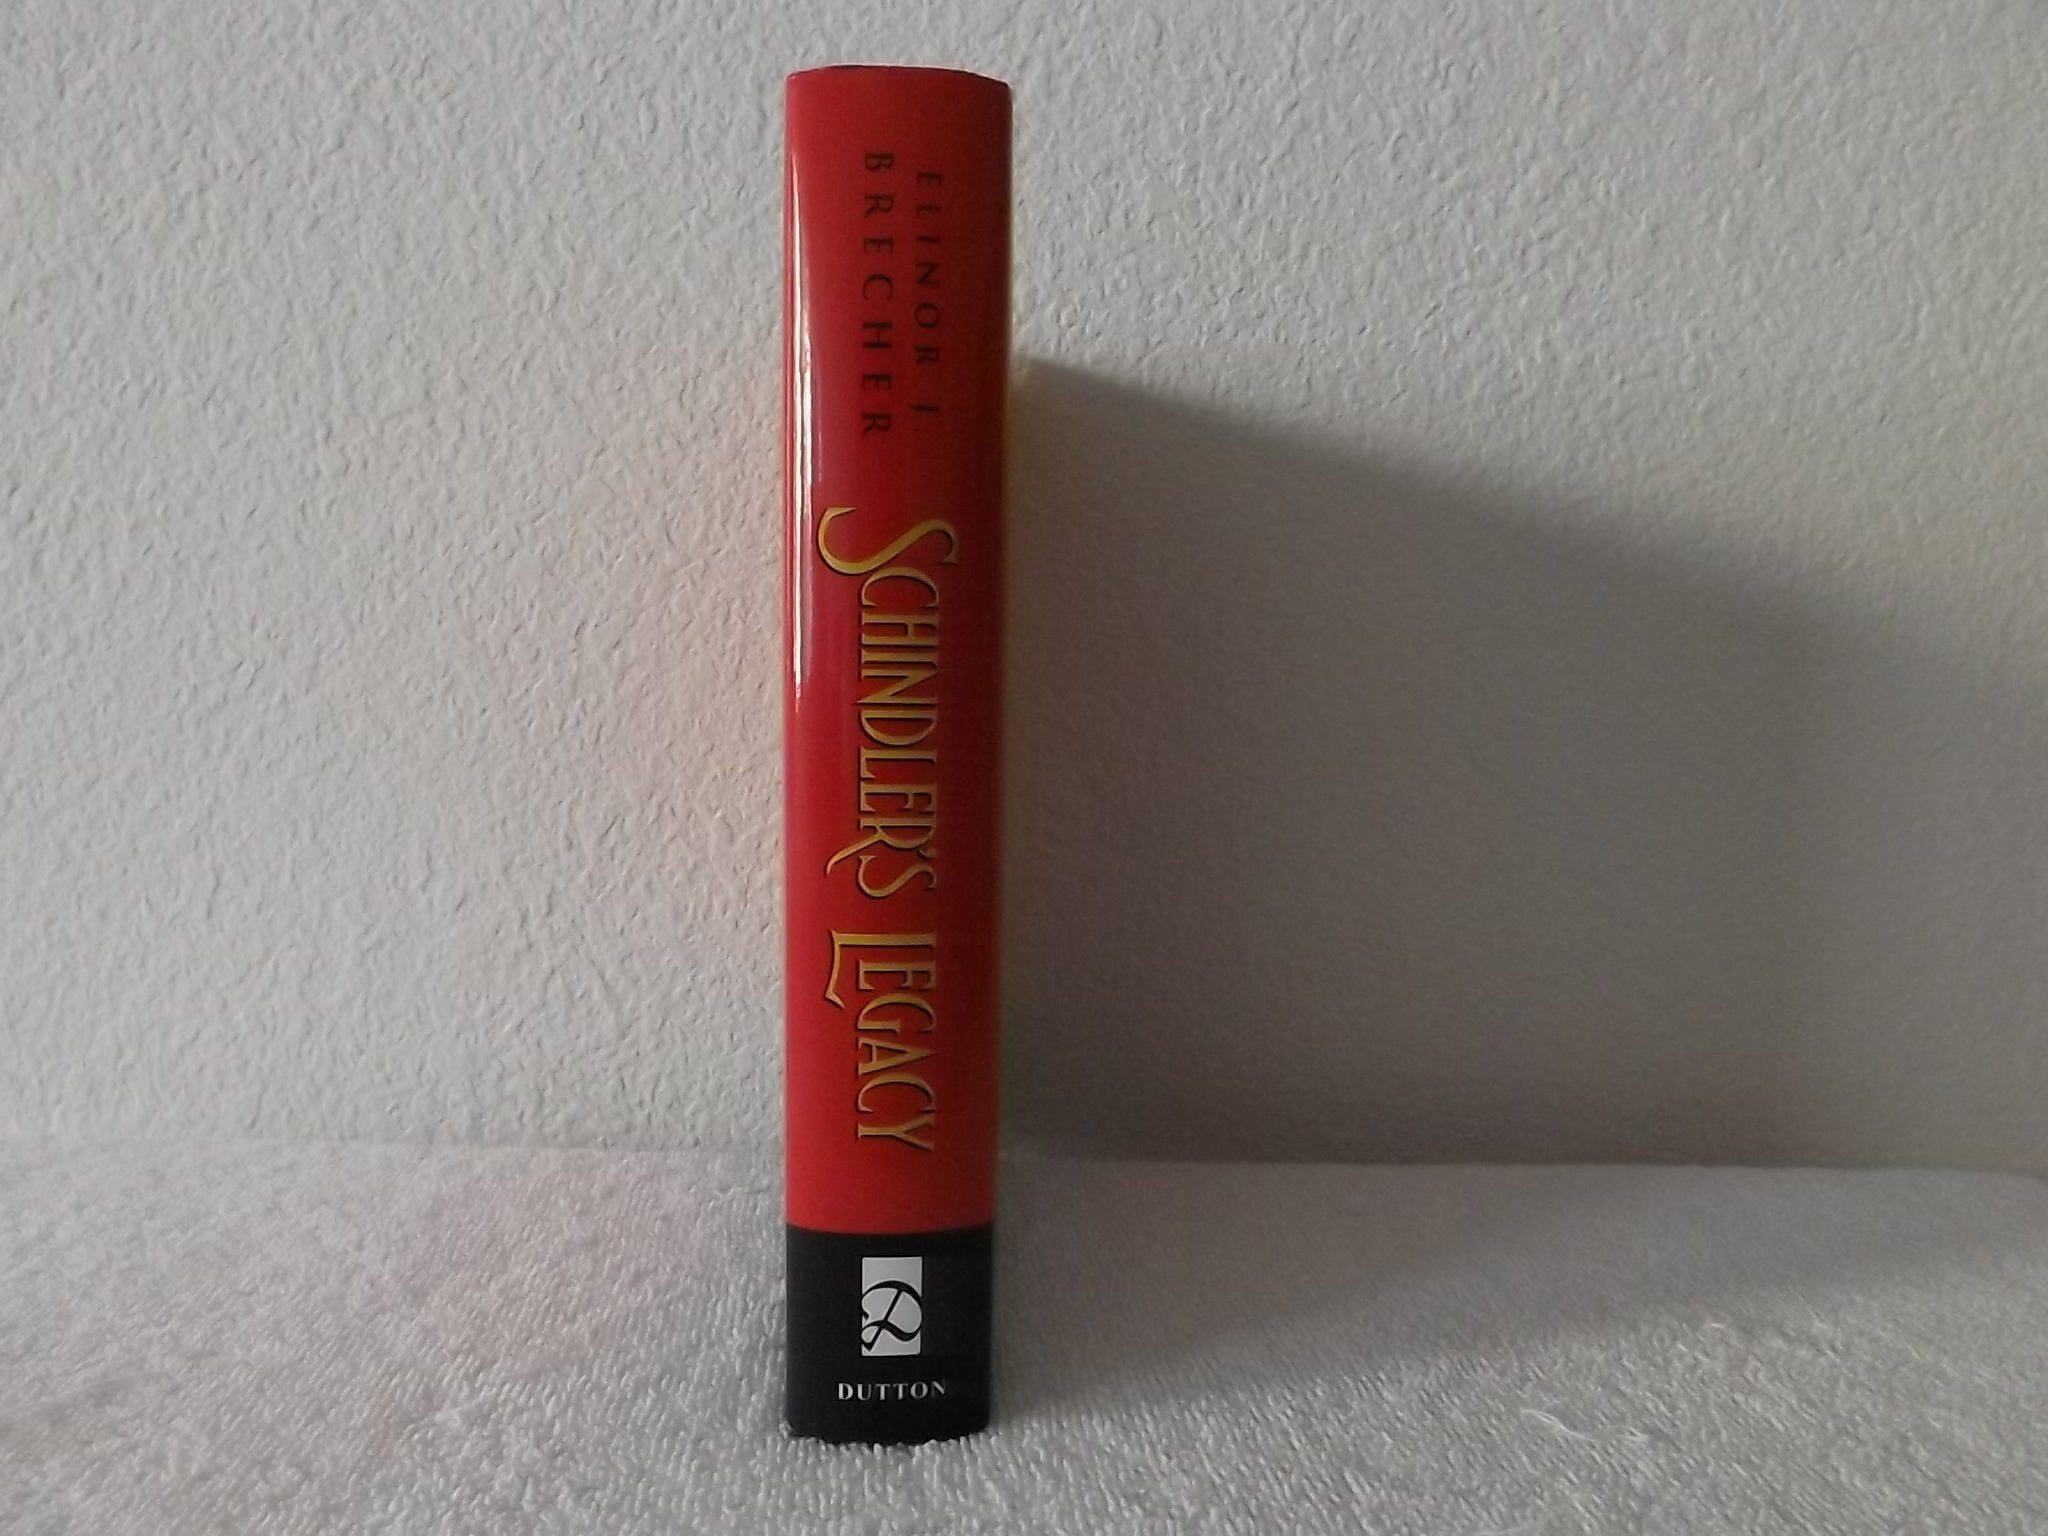 ELINOR J.
BRECHER
SCHINDLER'S LEGACY
DUTTON